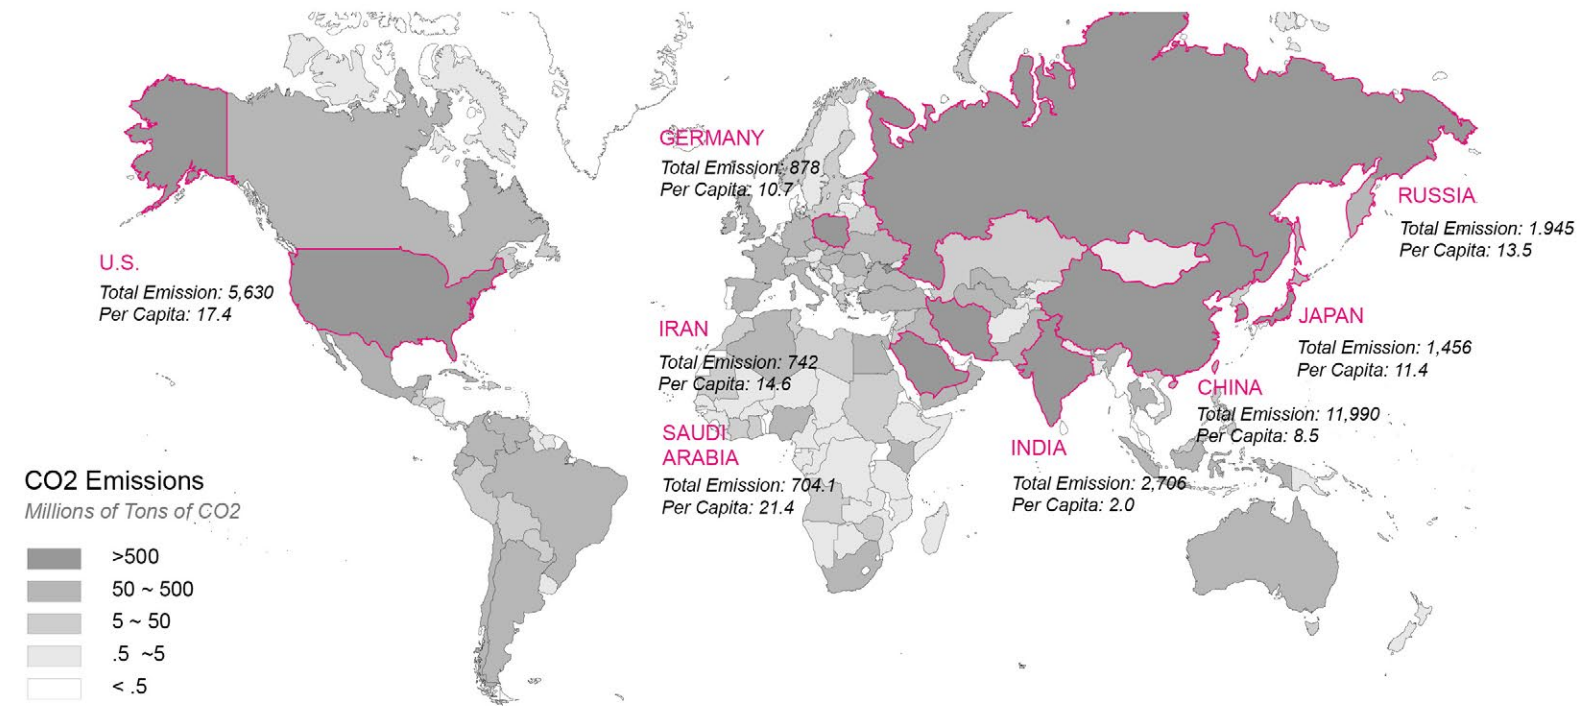 GERMANY
Total Emission: 878
Per Capita: 10.7
RUSSIA
Total Emission: 1.945
Per Capita: 13.5
U.S.
Total Emission: 5,630
Per Capita: 17.4
IRAN
Total Emission: 742
Per Capita: 14.6
JAPAN
Total Emission: 1,456
Per Capita: 11.4
CHINA
Total Emission: 11,990
Per Capita: 8.5
SAUDI
ARABIA
Total Emission: 704.1
Per Capita: 21.4
INDIA
Total Emission: 2,706
Per Capita: 2.0
CO2 Emissions
Millions of Tons of CO2
>500
50 ~ 500
5 ~ 50
.5 ~5
< .5